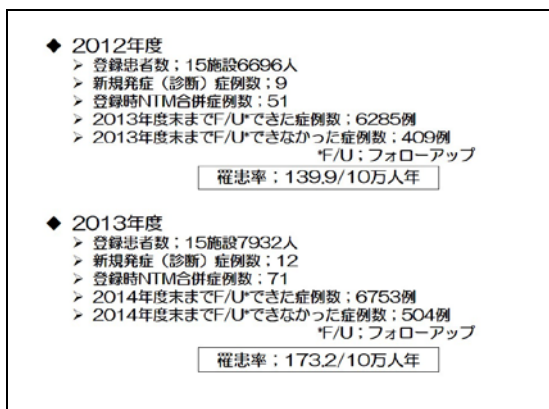 ◆ 2012年度
➢ 登録患者数；15施設6696人
➢ 新規発症（診断）症例数；9
➢ 登録時NTM合併症例数；51
➢ 2013年度末までF/U*できた症例数；6285例
➢ 2013年度末までF/U*できなかった症例数；409例
*F/U；フォローアップ
罹患率；139.9/10万人年
◆ 2013年度
➢ 登録患者数；15施設7932人
➢ 新規発症（診断）症例数；12
➢ 登録時NTM合併症例数；71
➢ 2014年度末までF/U*できた症例数；6753例
➢ 2014年度末までF/U*できなかった症例数；504例
*F/U；フォローアップ
罹患率；173.2/10万人年